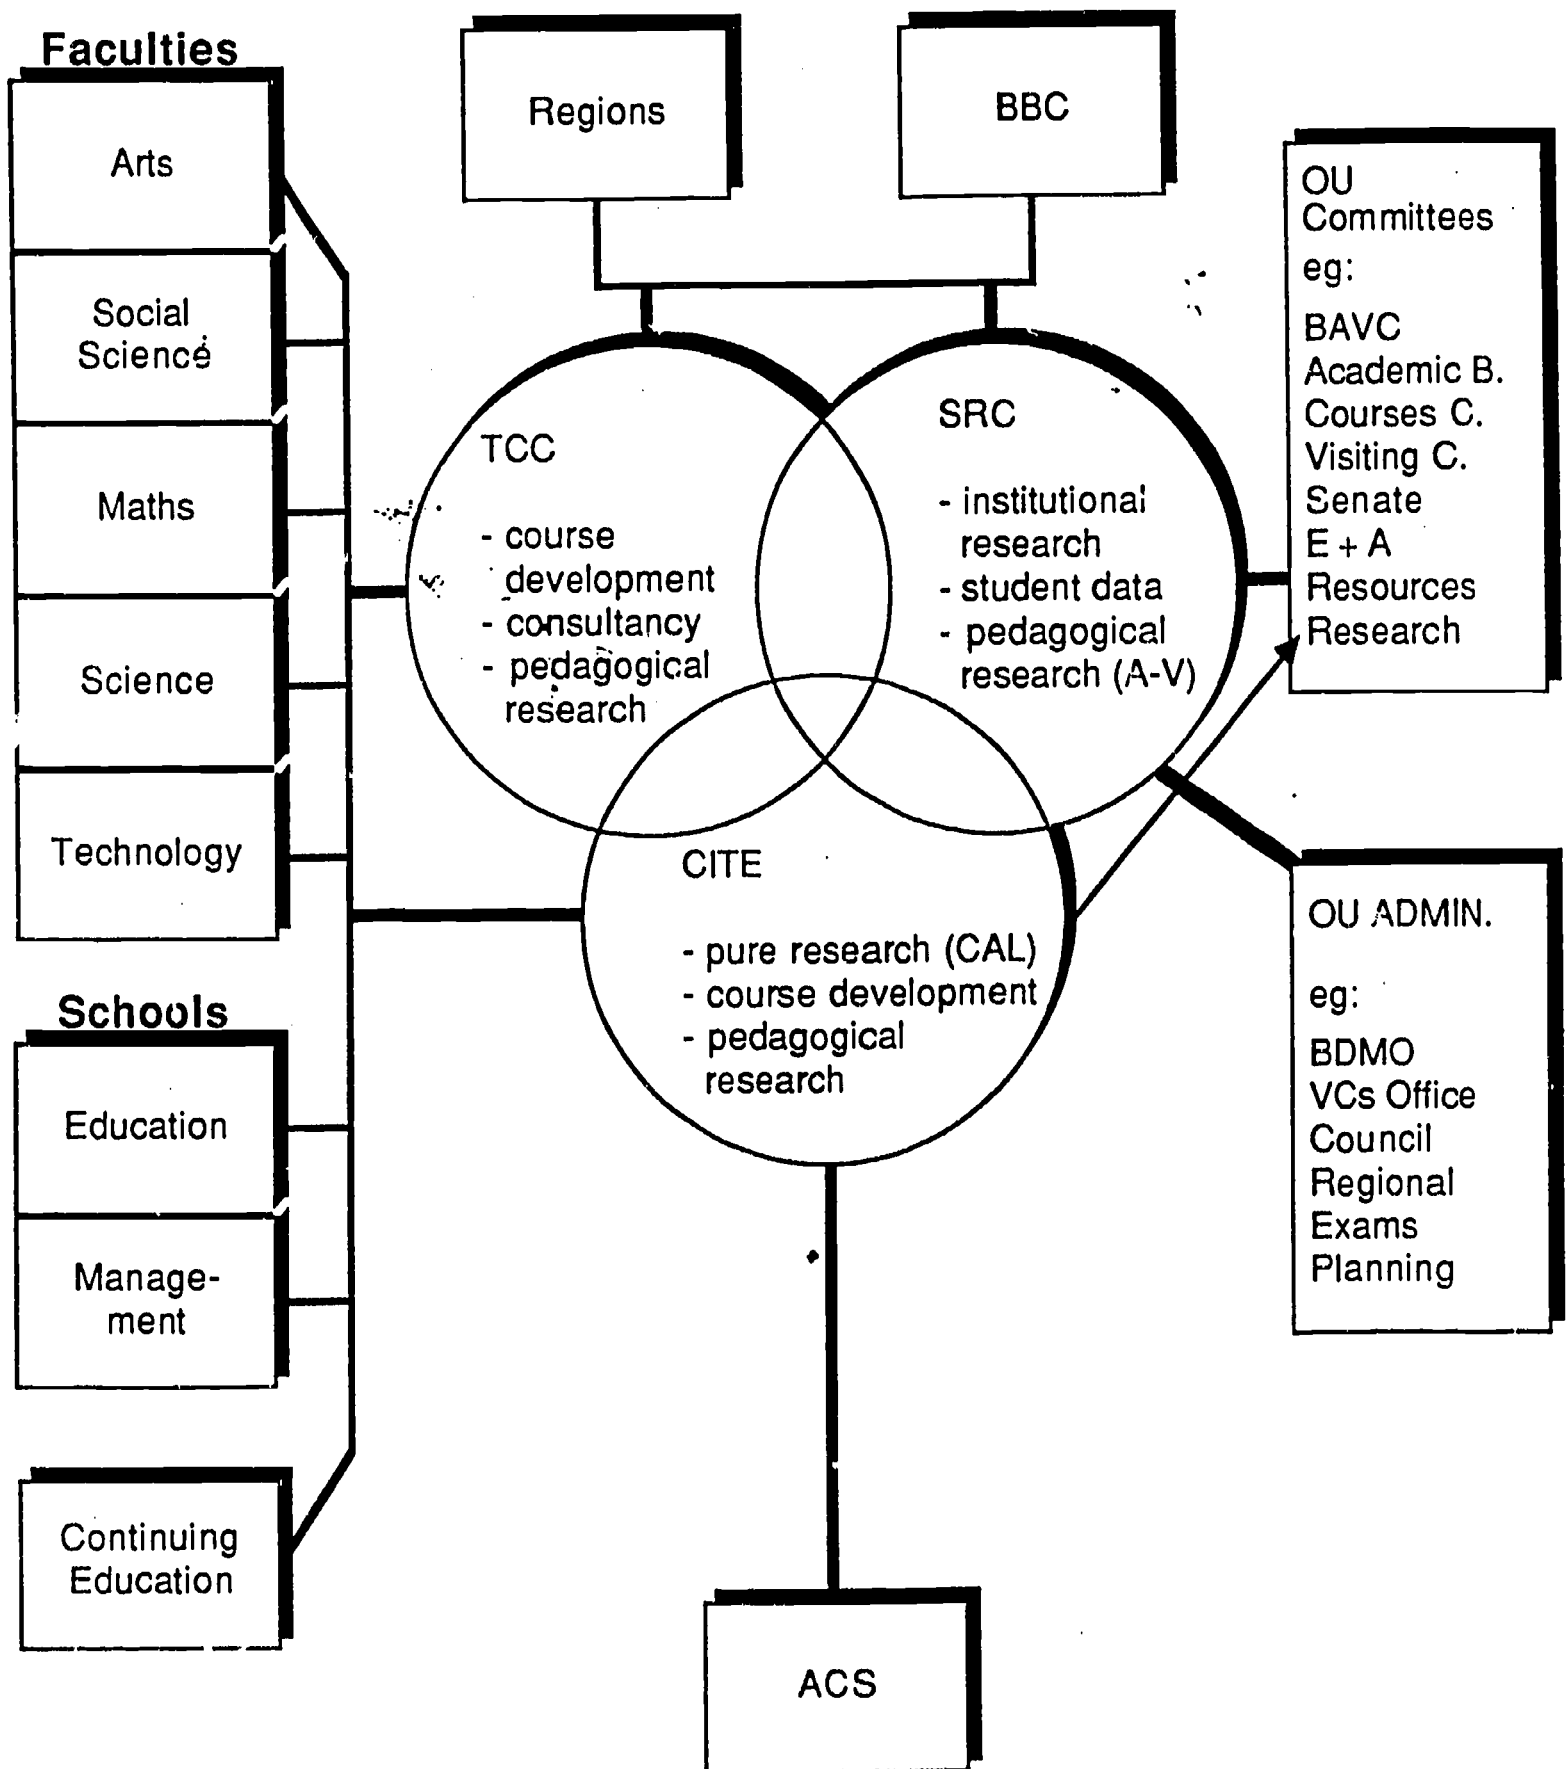 Faculties
Arts
Social
Science
Maths
Science
Technology
Schools
Education
Manage-
ment
Continuing
Education
Regions
BBC
TCC
- course
development
- consultancy
- pedagogical
research
SRC
- institutional
research
- student data
- pedagogical
research (A-V)
CITE
- pure research (CAL)
- course development
- pedagogical
research
ACS
OU
Committees
eg:
BAVC
Academic B.
Courses C.
Visiting C.
Senate
E + A
Resources
Research
OU ADMIN.
eg:
BDMO
VCs Office
Council
Regional
Exams
Planning